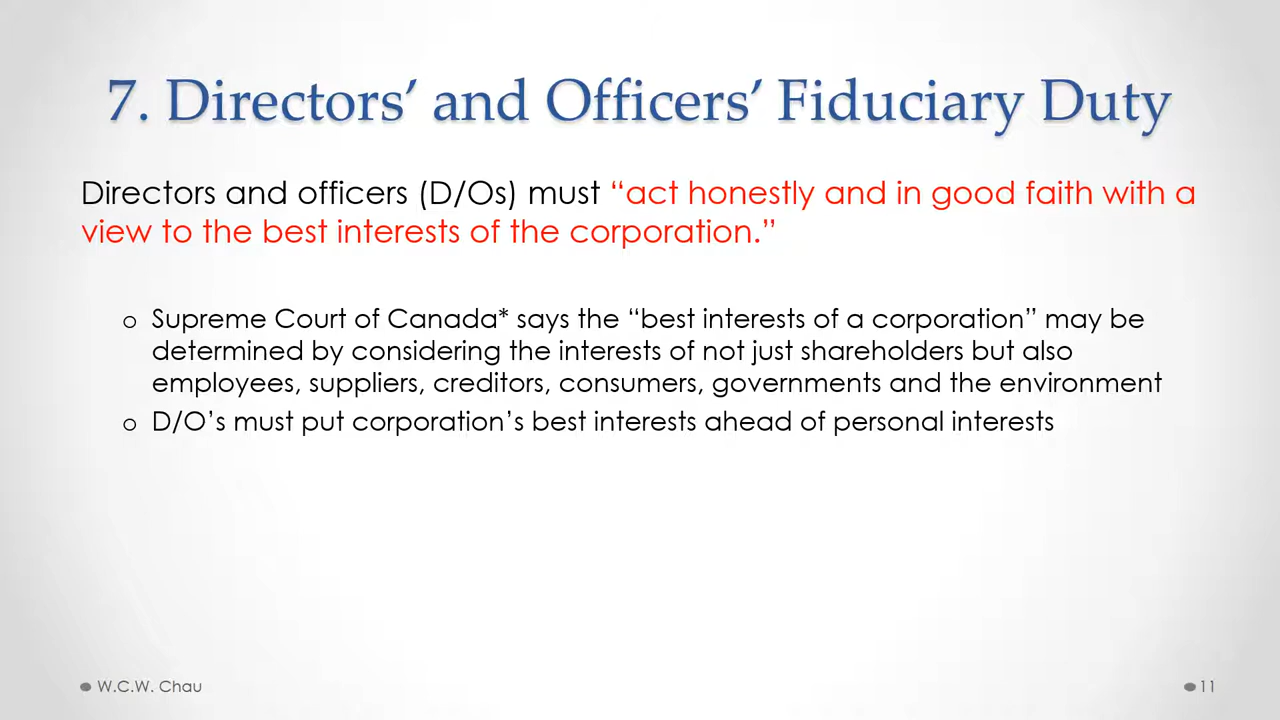 7. Directors’ and Officers’ Fiduciary Duty
Directors and officers (D/Os) must “act honestly and in good faith with a
view to the best interests of the corporation.”
o Supreme Court of Canada* says the “best interests of a corporation” may be
determined by considering the interests of not just shareholders but also
employees, suppliers, creditors, consumers, governments and the environment
o D/O’s must put corporation’s best interests ahead of personal interests
● W.C.W. Chau
● 11